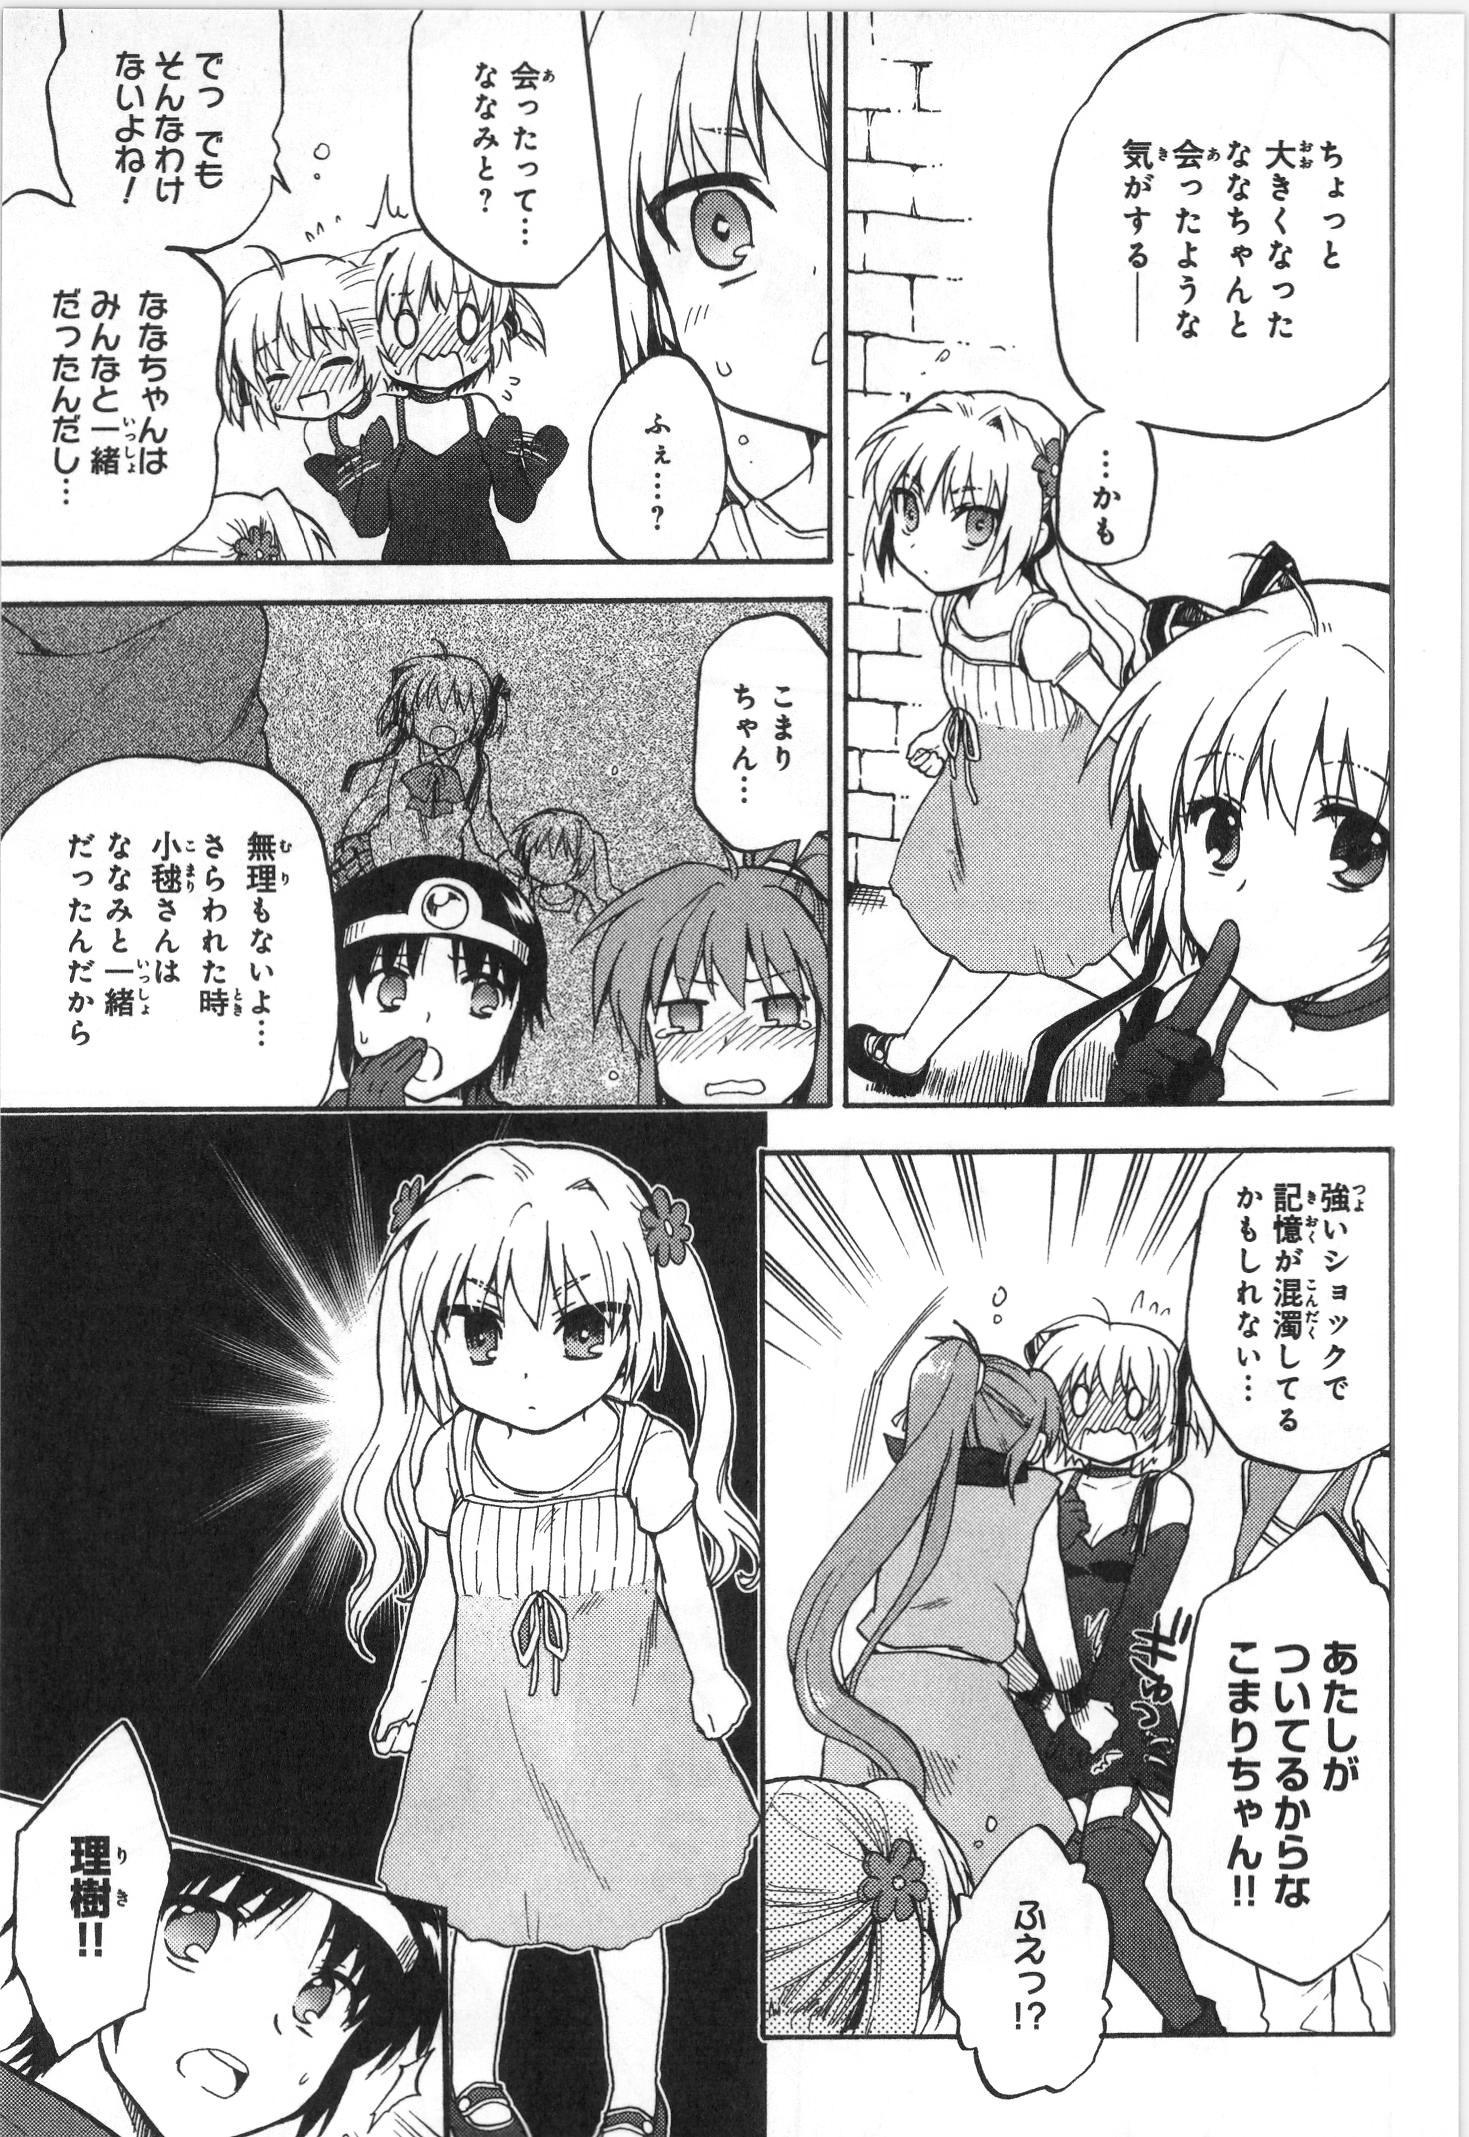 ちょっと
大きくなった
ななちゃんと
会ったような
気がする――
…かも
会ったって…
ななみと?
ふぇ…?
でっ でも
そんなわけ
ないよね!
ななちゃんは
みんなと一緒
だったんだし…
こまり
ちゃん…
無理もないよ…
さらわれた時
小毬さんは
ななみと一緒
だったんだから
強いショックで
記憶が混濁してる
かもしれない…
あたしが
ついてるからな
こまりちゃん!!
ぎゅっ
ふえっ!?
理樹!!